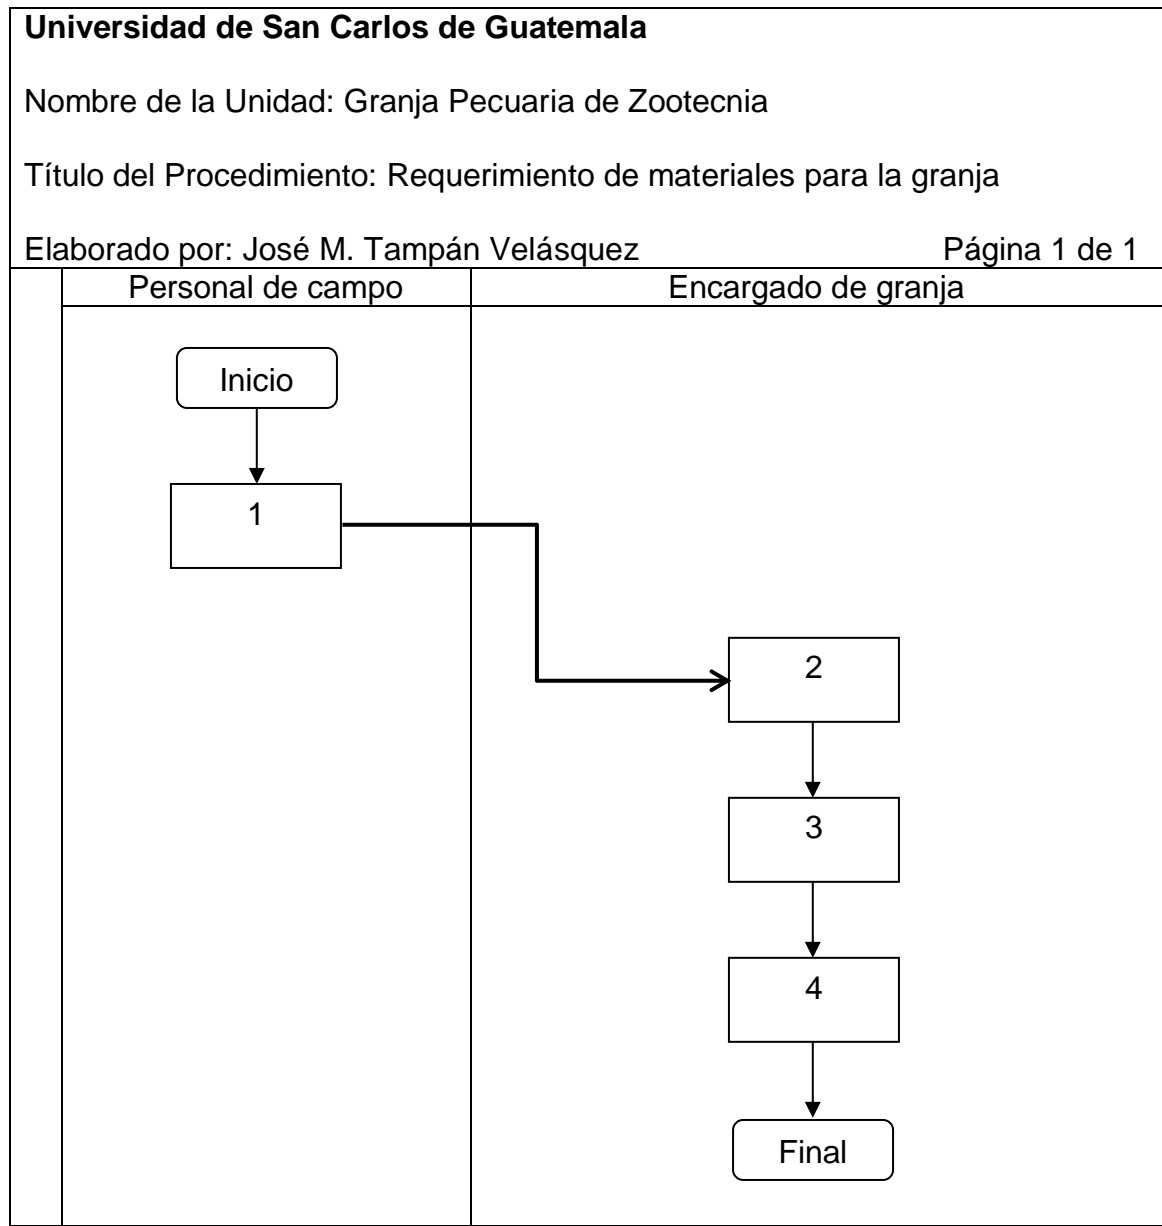 Universidad de San Carlos de Guatemala
Nombre de la Unidad: Granja Pecuaria de Zootecnia
Título del Procedimiento: Requerimiento de materiales para la granja
Elaborado por: José M. Tampán Velásquez Página 1 de 1
Personal de campo Encargado de granja
Inicio
1
2
3
4
Final